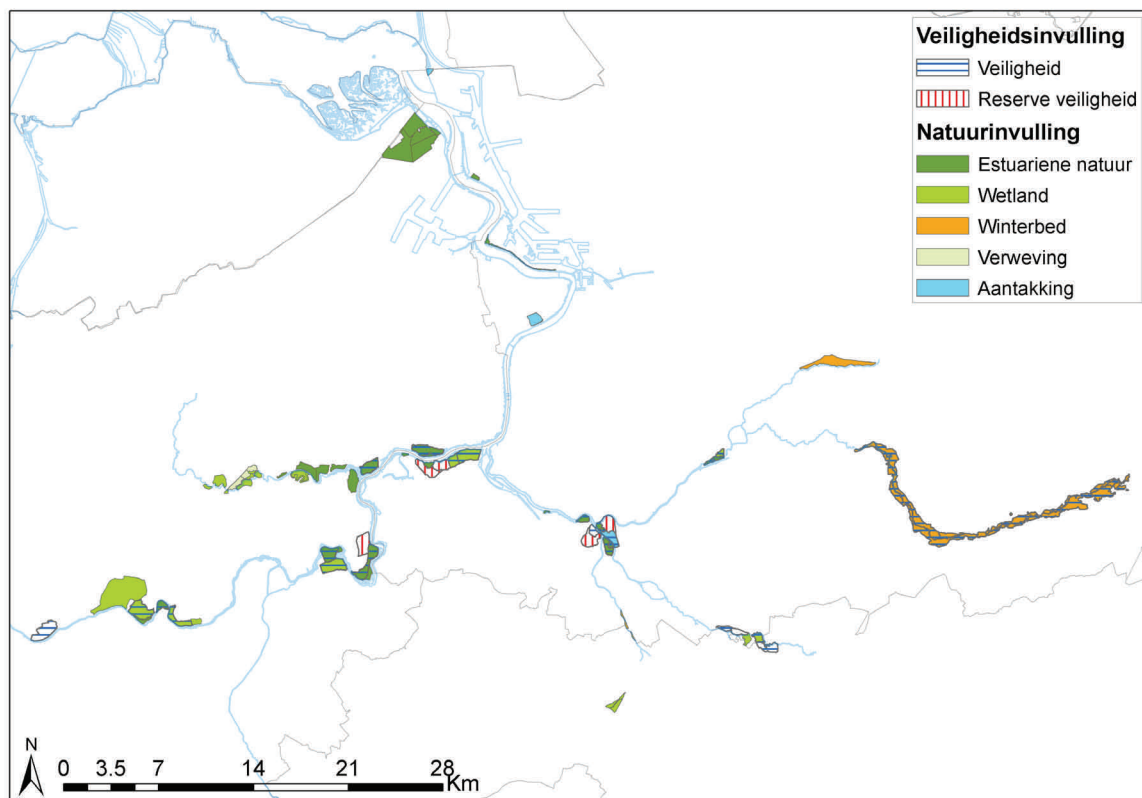 Veiligheidsinvulling
Veiligheid
Reserve veiligheid
Natuurinvulling
Estuariene natuur
Wetland
Winterbed
Verweving
Aantakking
N
0 3.5 7 14 21 28
Km